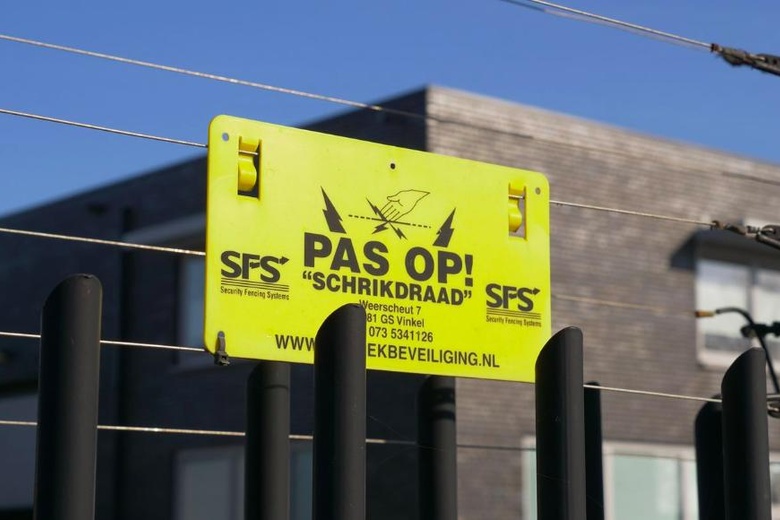 PAS OP!
"SCHRIKDRAAD"
SFS
Security Fencing Systems
SFS
Security Fencing Systems
Weerscheut 7
81 GS Vinkel
073 5341126
WWW EKBEVEILIGING.NL